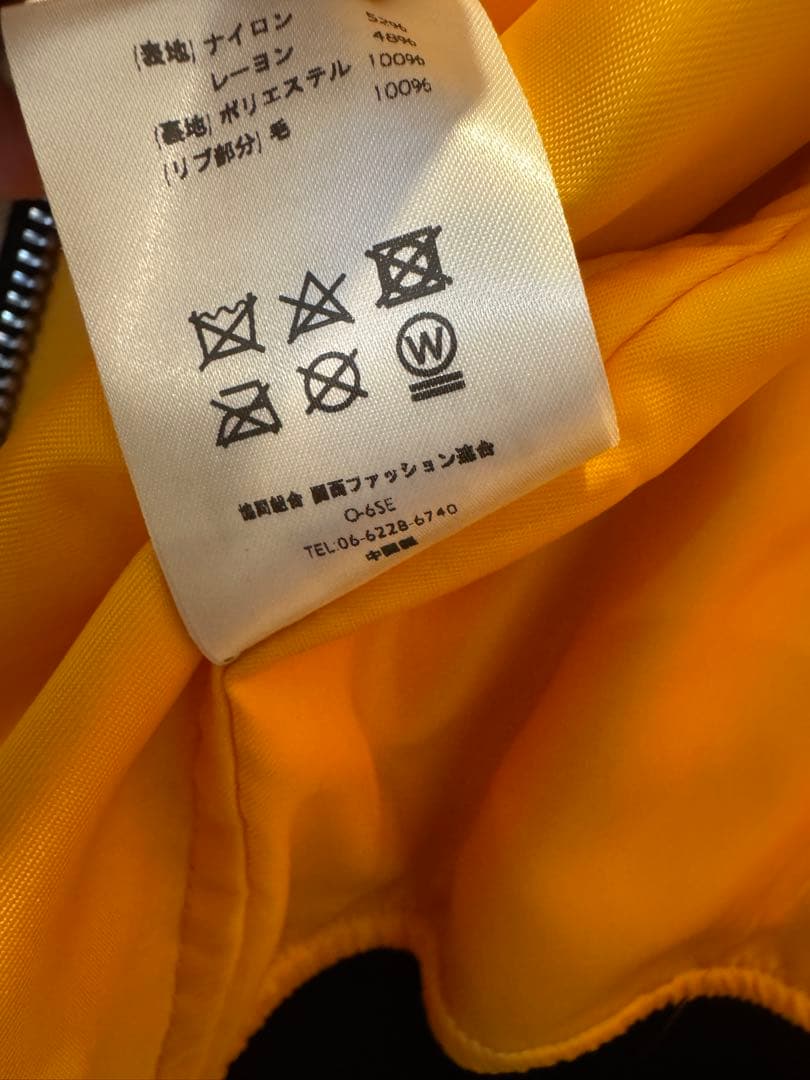 (表地) ナイロン 52%
レーヨン 48%
(裏地) ポリエステル 100%
(リブ部分) 毛 100%
W
協同組合 関西ファッション連合
O-6SE
TEL:06-6228-6740
中国製